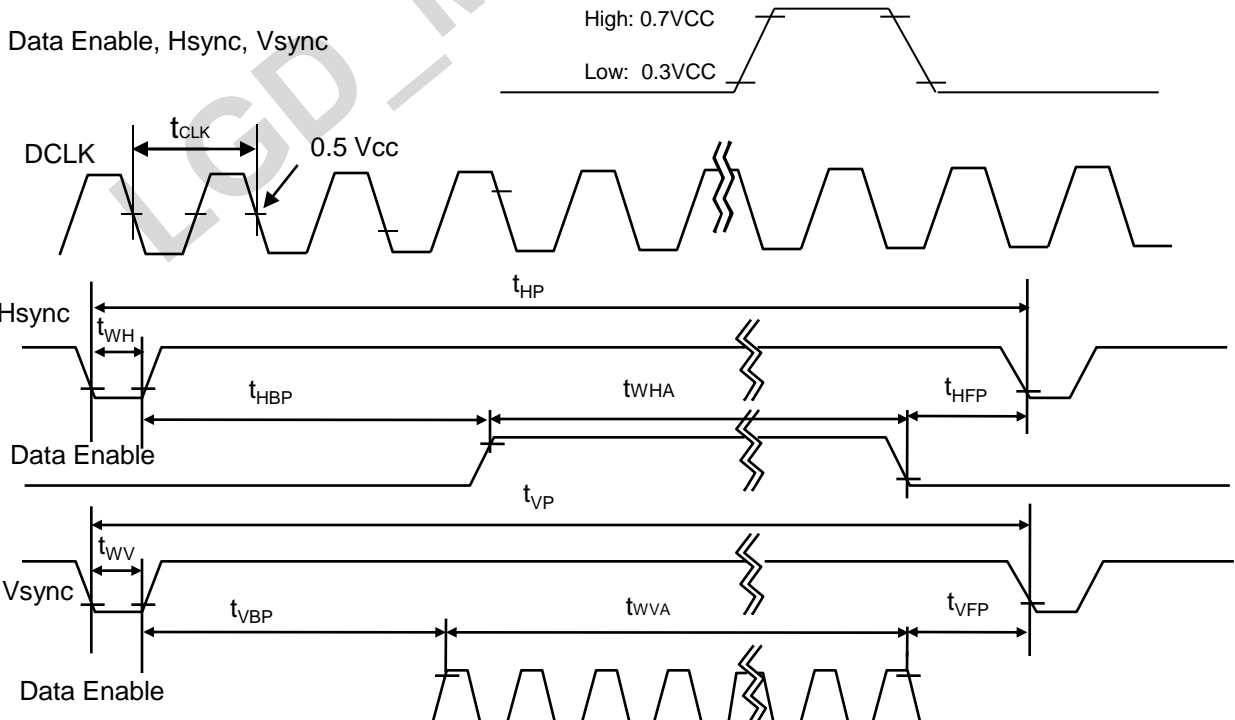 High: 0.7VCC
Data Enable, Hsync, Vsync
Low: 0.3VCC
tCLK
DCLK
0.5 Vcc
tHP
Hsync
tWH
tHBP
tWHA
tHFP
Data Enable
tVP
tWV
Vsync
tVBP
tWVA
tVFP
Data Enable